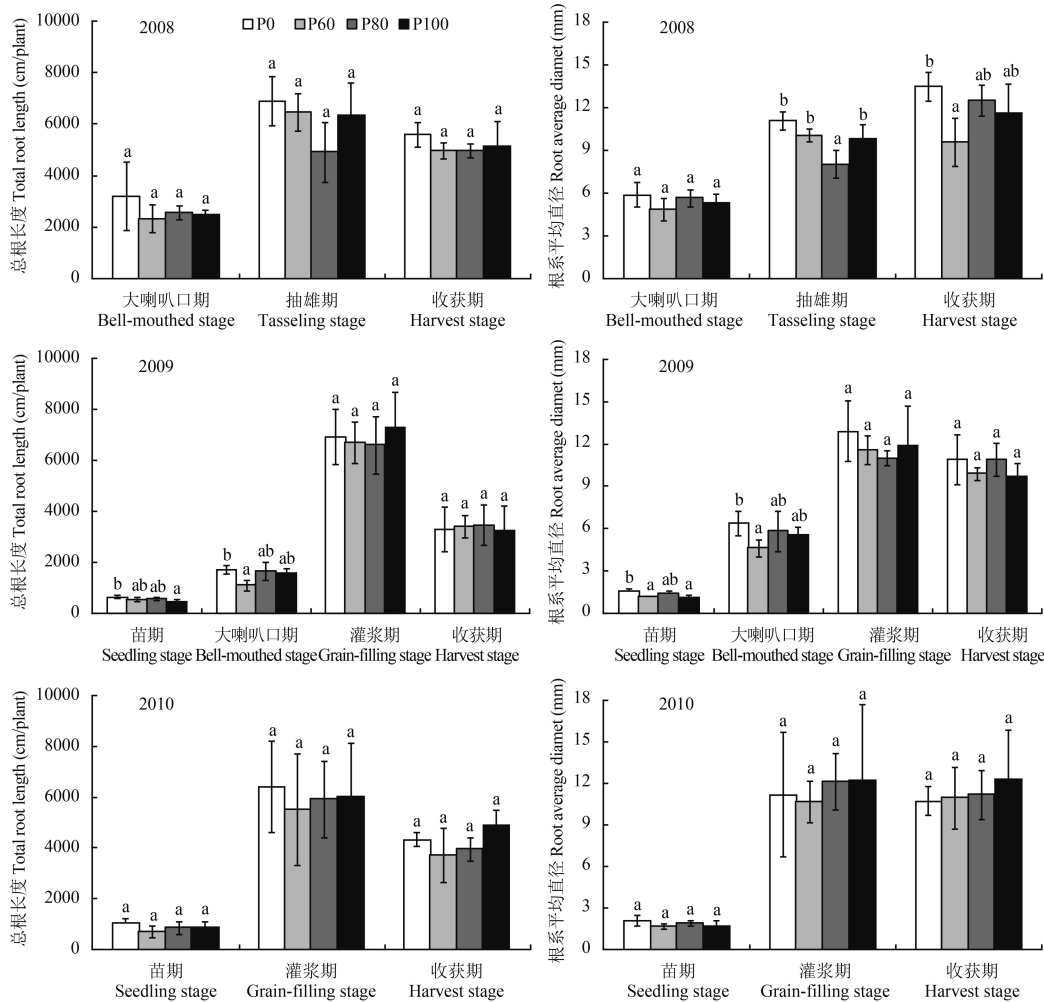 2008
P0 P60 P80 P100
总根长度 Total root length (cm/plant)
10000
8000
6000
4000
2000
0
a a a a
a a a a
a a a a
大喇叭口期 抽雄期 收获期
Bell-mouthed stage Tasseling stage Harvest stage
2008
根系平均直径 Root average diamet (mm)
18
15
12
9
6
3
0
a a a a
b b a b
b a ab ab
大喇叭口期 抽雄期 收获期
Bell-mouthed stage Tasseling stage Harvest stage
2009
总根长度 Total root length (cm/plant)
10000
8000
6000
4000
2000
0
b ab ab a
b a ab ab
a a a a
a a a a
苗期 大喇叭口期 灌浆期 收获期
Seedling stage Bell-mouthed stage Grain-filling stage Harvest stage
2009
根系平均直径 Root average diamet (mm)
18
15
12
9
6
3
0
b a ab a
b a ab ab
a a a a
a a a a
苗期 大喇叭口期 灌浆期 收获期
Seedling stage Bell-mouthed stage Grain-filling stage Harvest stage
2010
总根长度 Total root length (cm/plant)
10000
8000
6000
4000
2000
0
a a a a
a a a a
a a a a
苗期 灌浆期 收获期
Seedling stage Grain-filling stage Harvest stage
2010
根系平均直径 Root average diamet (mm)
18
15
12
9
6
3
0
a a a a
a a a a
a a a a
苗期 灌浆期 收获期
Seedling stage Grain-filling stage Harvest stage